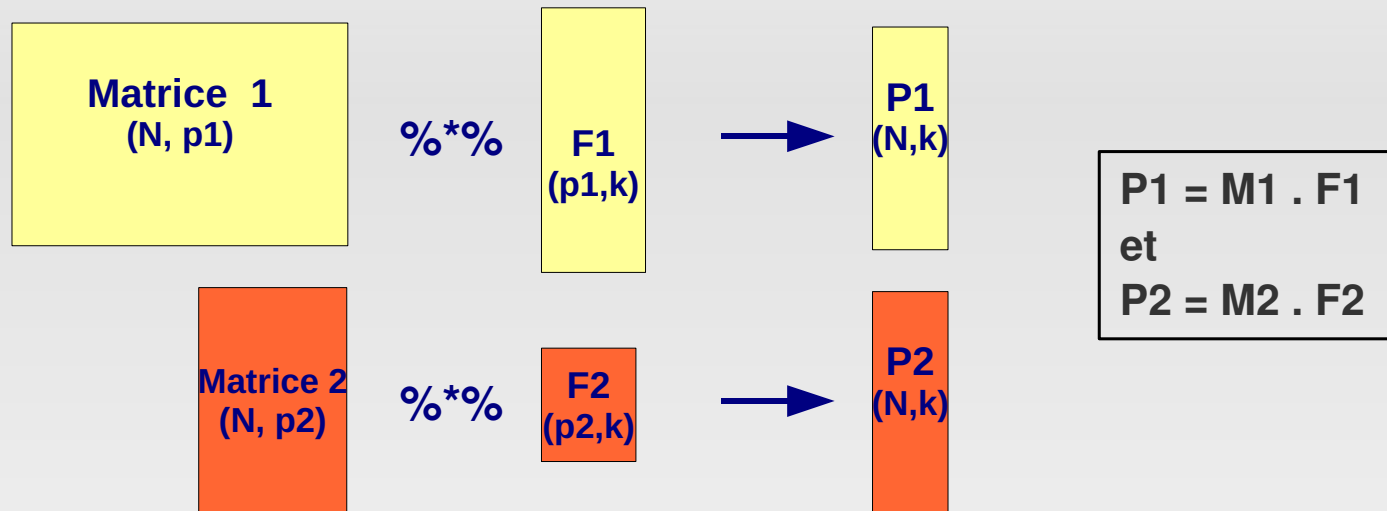 Matrice 1
(N, p1)
%*%
F1
(p1,k)
P1
(N,k)
P1 = M1 . F1
et
P2 = M2 . F2
Matrice 2
(N, p2)
%*%
F2
(p2,k)
P2
(N,k)